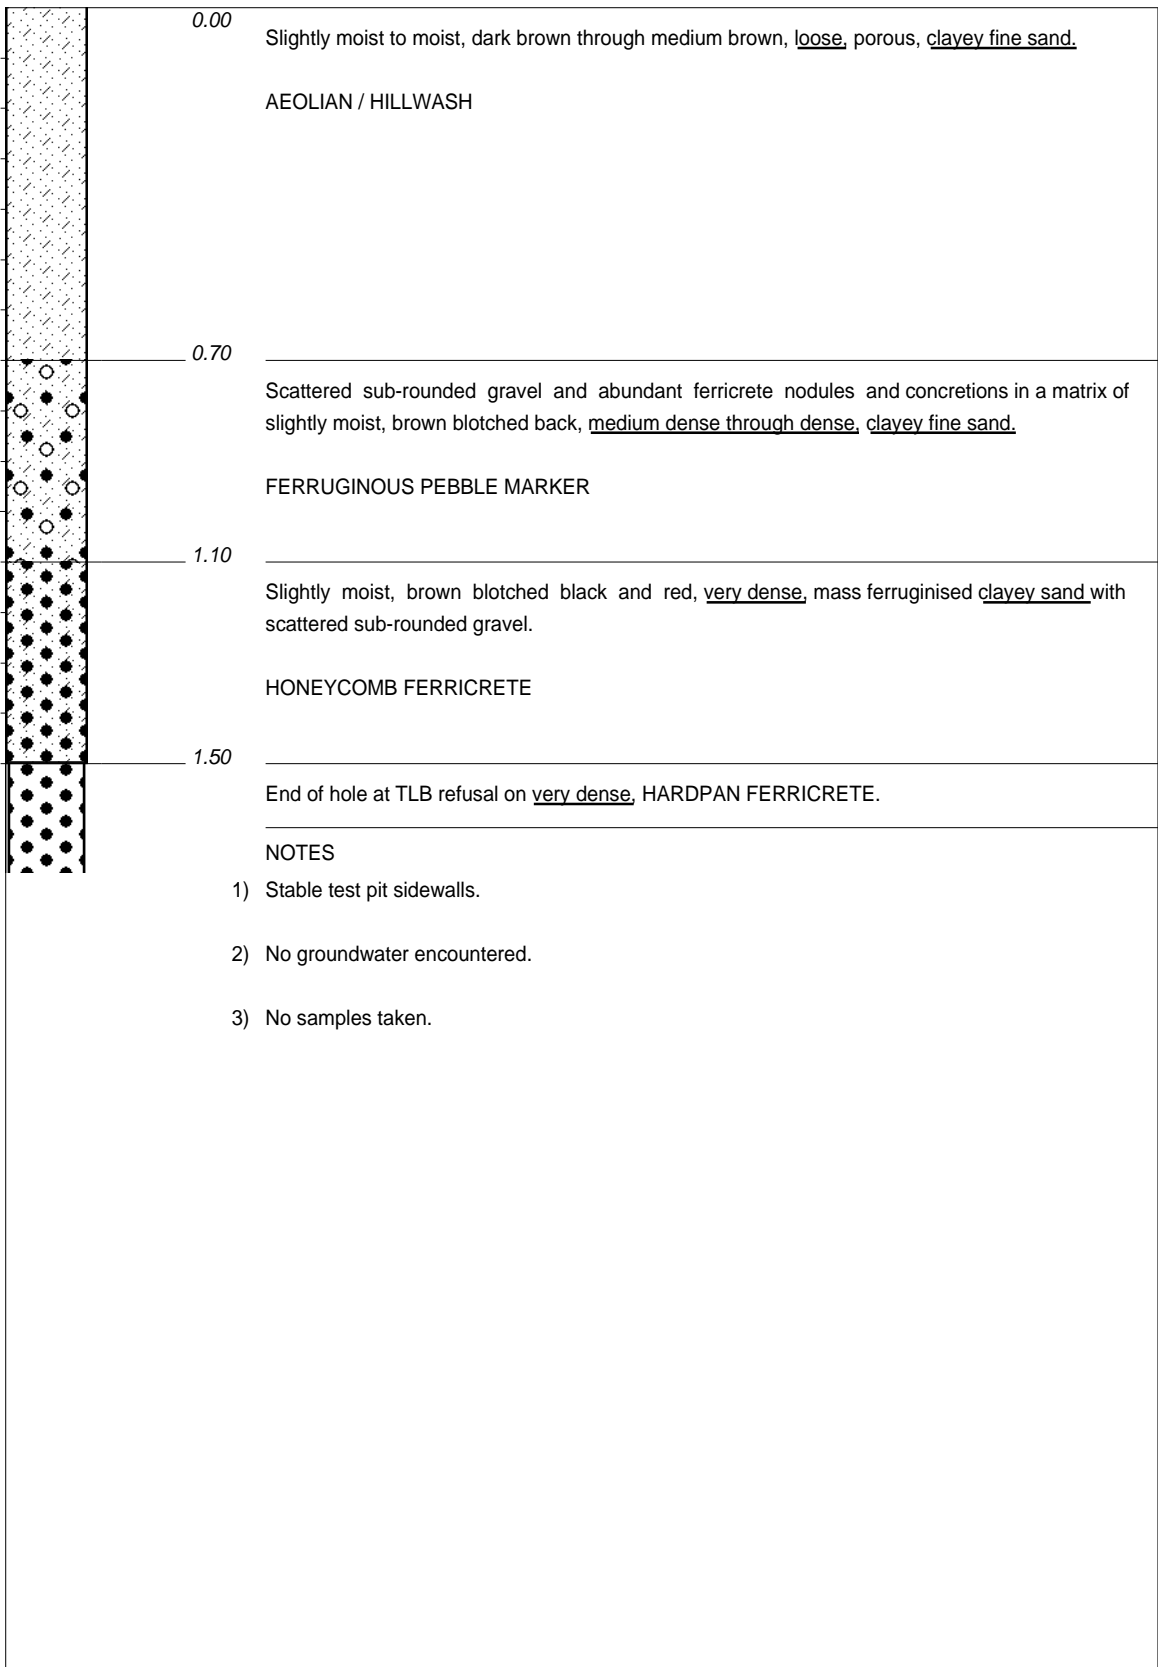 0.00
Slightly moist to moist, dark brown through medium brown, loose, porous, clayey fine sand.
AEOLIAN / HILLWASH
0.70
Scattered sub-rounded gravel and abundant ferricrete nodules and concretions in a matrix of
slightly moist, brown blotched back, medium dense through dense, clayey fine sand.
FERRUGINOUS PEBBLE MARKER
1.10
Slightly moist, brown blotched black and red, very dense, mass ferruginised clayey sand with
scattered sub-rounded gravel.
HONEYCOMB FERRICRETE
1.50
End of hole at TLB refusal on very dense, HARDPAN FERRICRETE.
NOTES
1) Stable test pit sidewalls.
2) No groundwater encountered.
3) No samples taken.